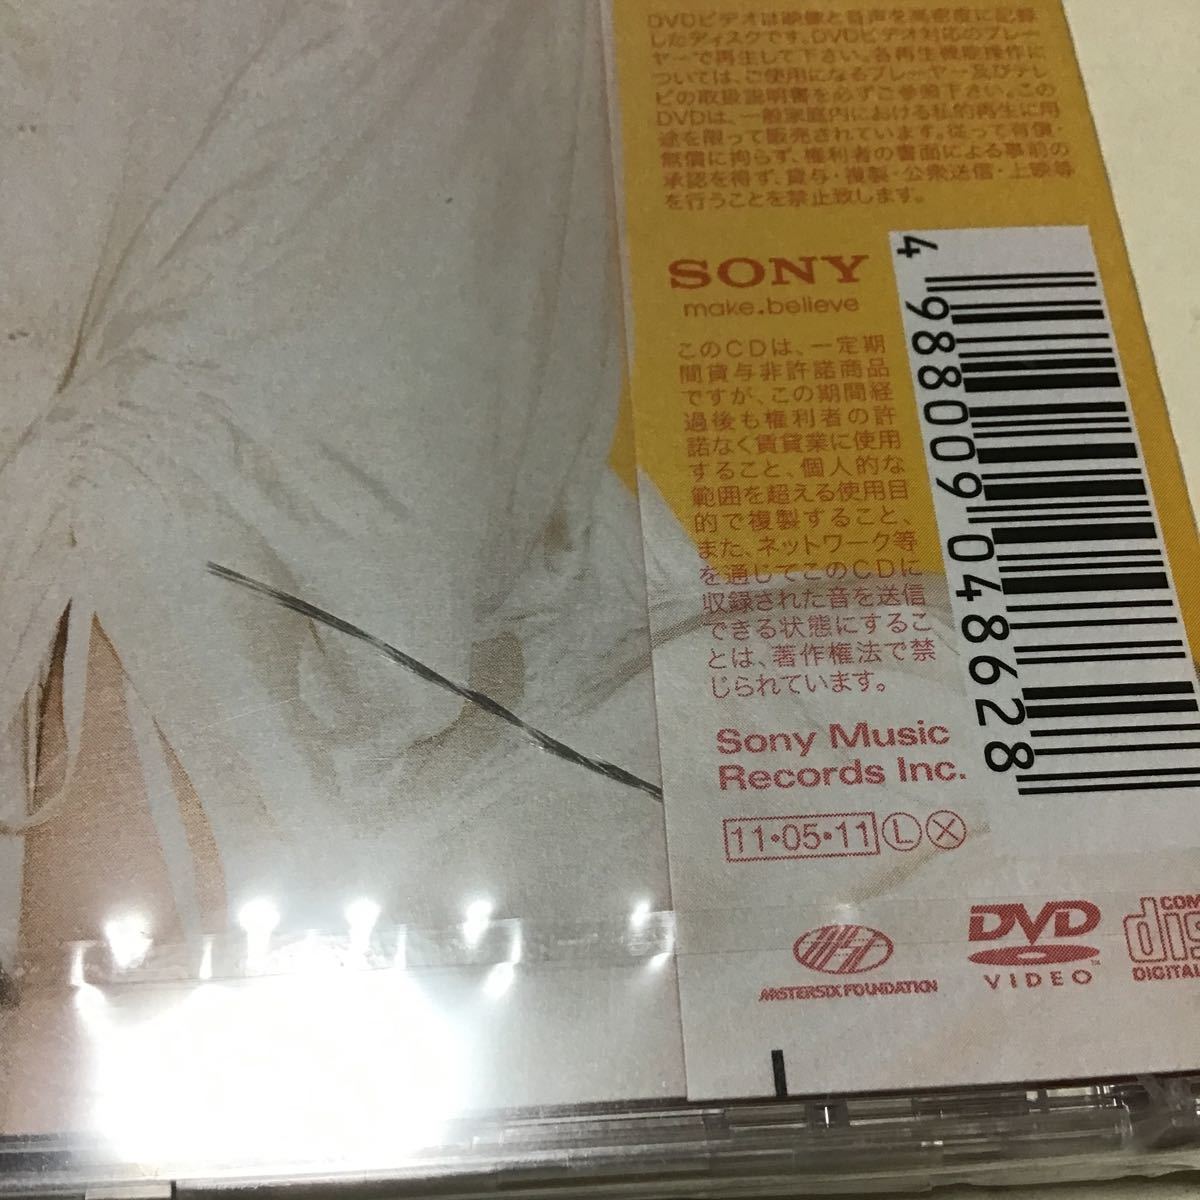 DVDビデオは映像と音声を高密度に記録
したディスクです。DVDビデオ対応のプレー
ヤーで再生して下さい。各再生機能操作に
ついては、ご使用になるプレーヤー及びテレ
ビの取扱説明書を必ずご参照下さい。この
DVDは、一般家庭内における私的再生に用
途を限って販売されています。従って有償・
無償に拘らず、権利者の書面による事前の
承認を得ず、貸与・複製・公衆送信・上映等
を行うことを禁止致します。
SONY
make.believe
このCDは、一定期
間貸与非許諾商品
ですが、この期間経
過後も権利者の許
諾なく賃貸業に使用
すること、個人的な
範囲を超える使用目
的で複製すること、
また、ネットワーク等
を通じてこのCDに
収録された音を送信
できる状態にするこ
とは、著作権法で禁
じられています。
Sony Music
Records Inc.
11・05・11 Ⓛ Ⓧ
4 988009 048628
MASTERSIX FOUNDATION
DVD
VIDEO
COM
dis
DIGITAL